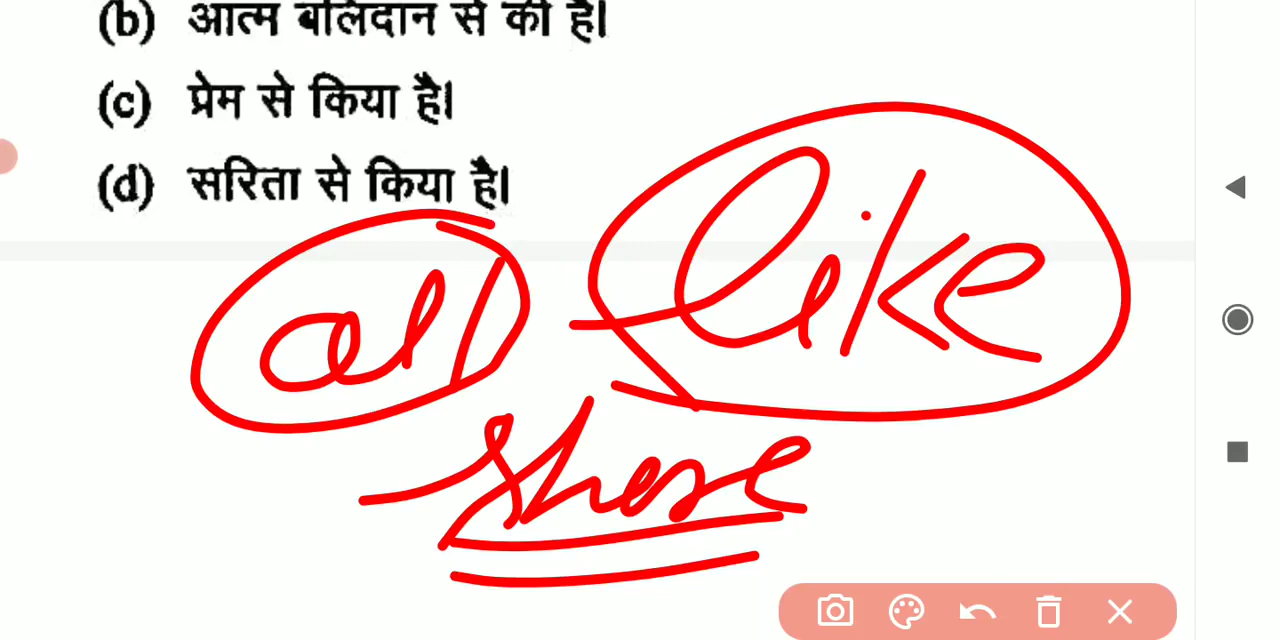 (b) आत्म बलिदान से की है।
(c) प्रेम से किया है।
(d) सरिता से किया है।
all like
share